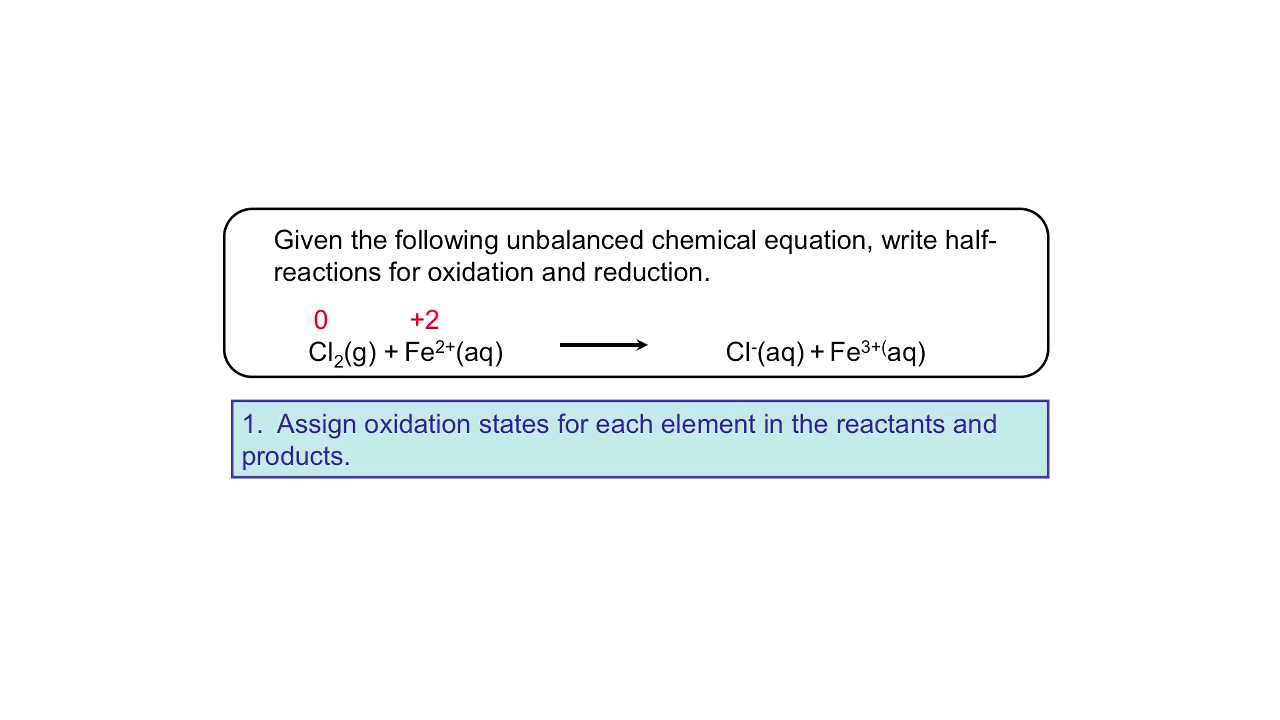 Given the following unbalanced chemical equation, write half-
reactions for oxidation and reduction.
0 +2
Cl₂(g) + Fe²⁺(aq) ⟶ Cl⁻(aq) + Fe³⁺⁽aq)
1. Assign oxidation states for each element in the reactants and
products.